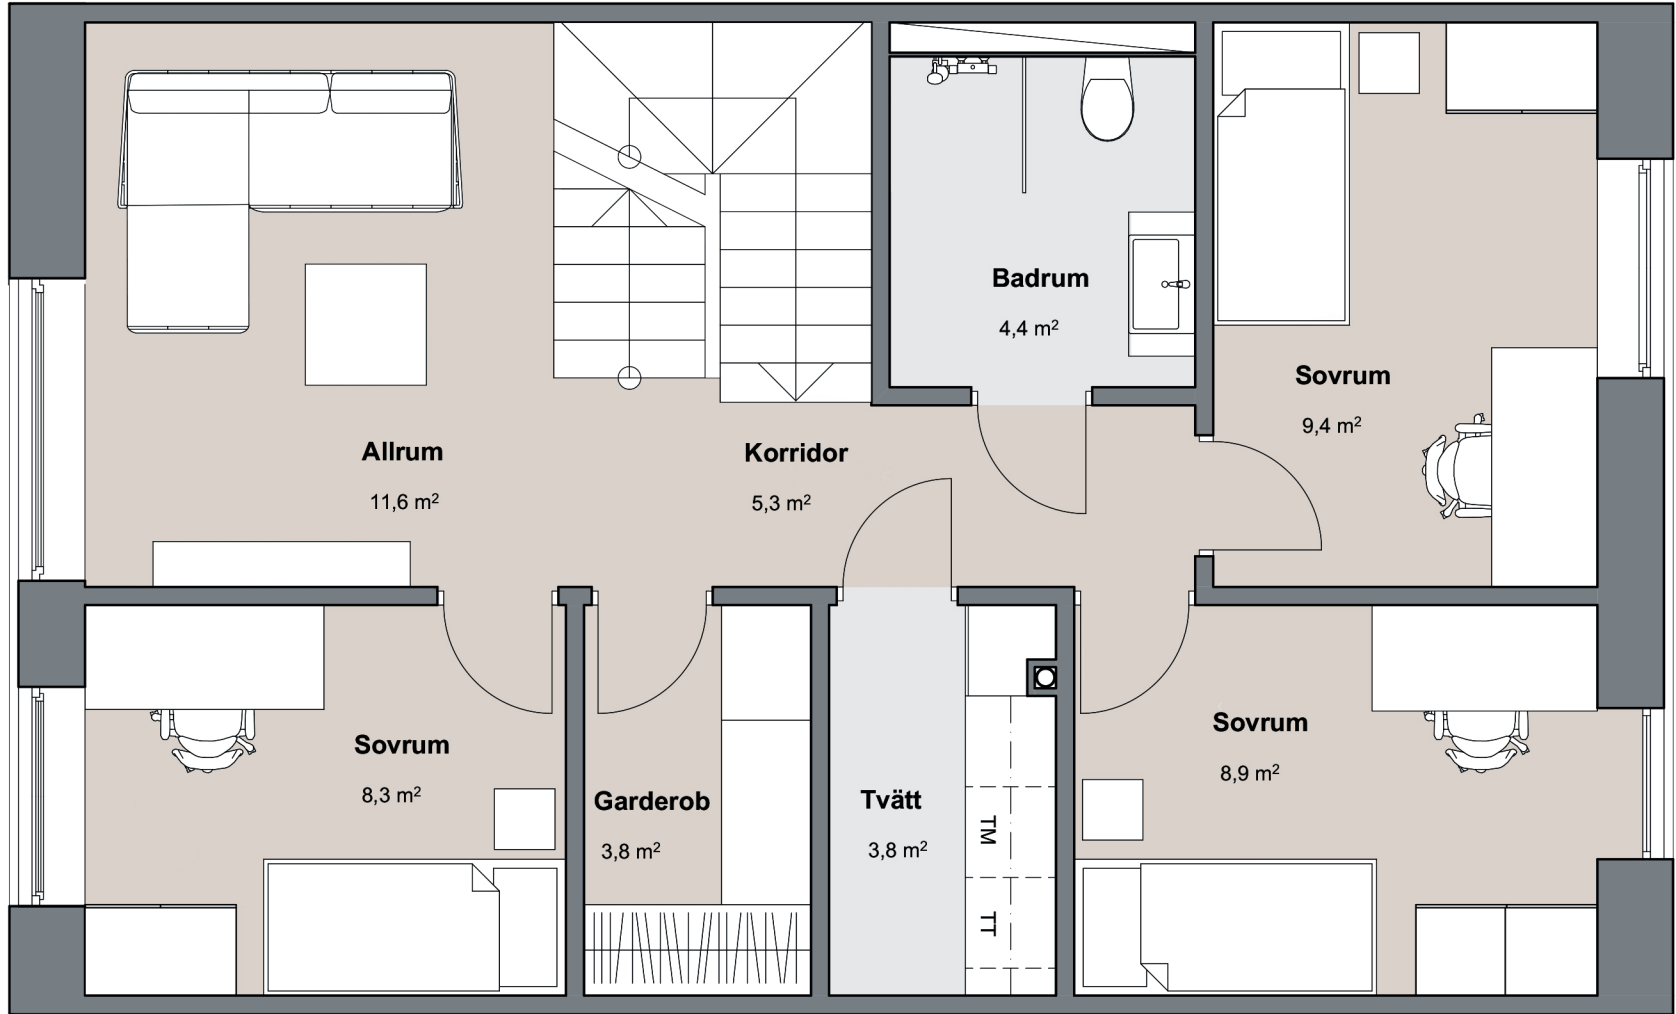 Badrum
4,4 m²
Sovrum
9,4 m²
Allrum
11,6 m²
Korridor
5,3 m²
Sovrum
8,3 m²
Garderob
3,8 m²
Tvätt
3,8 m²
TM
TT
Sovrum
8,9 m²